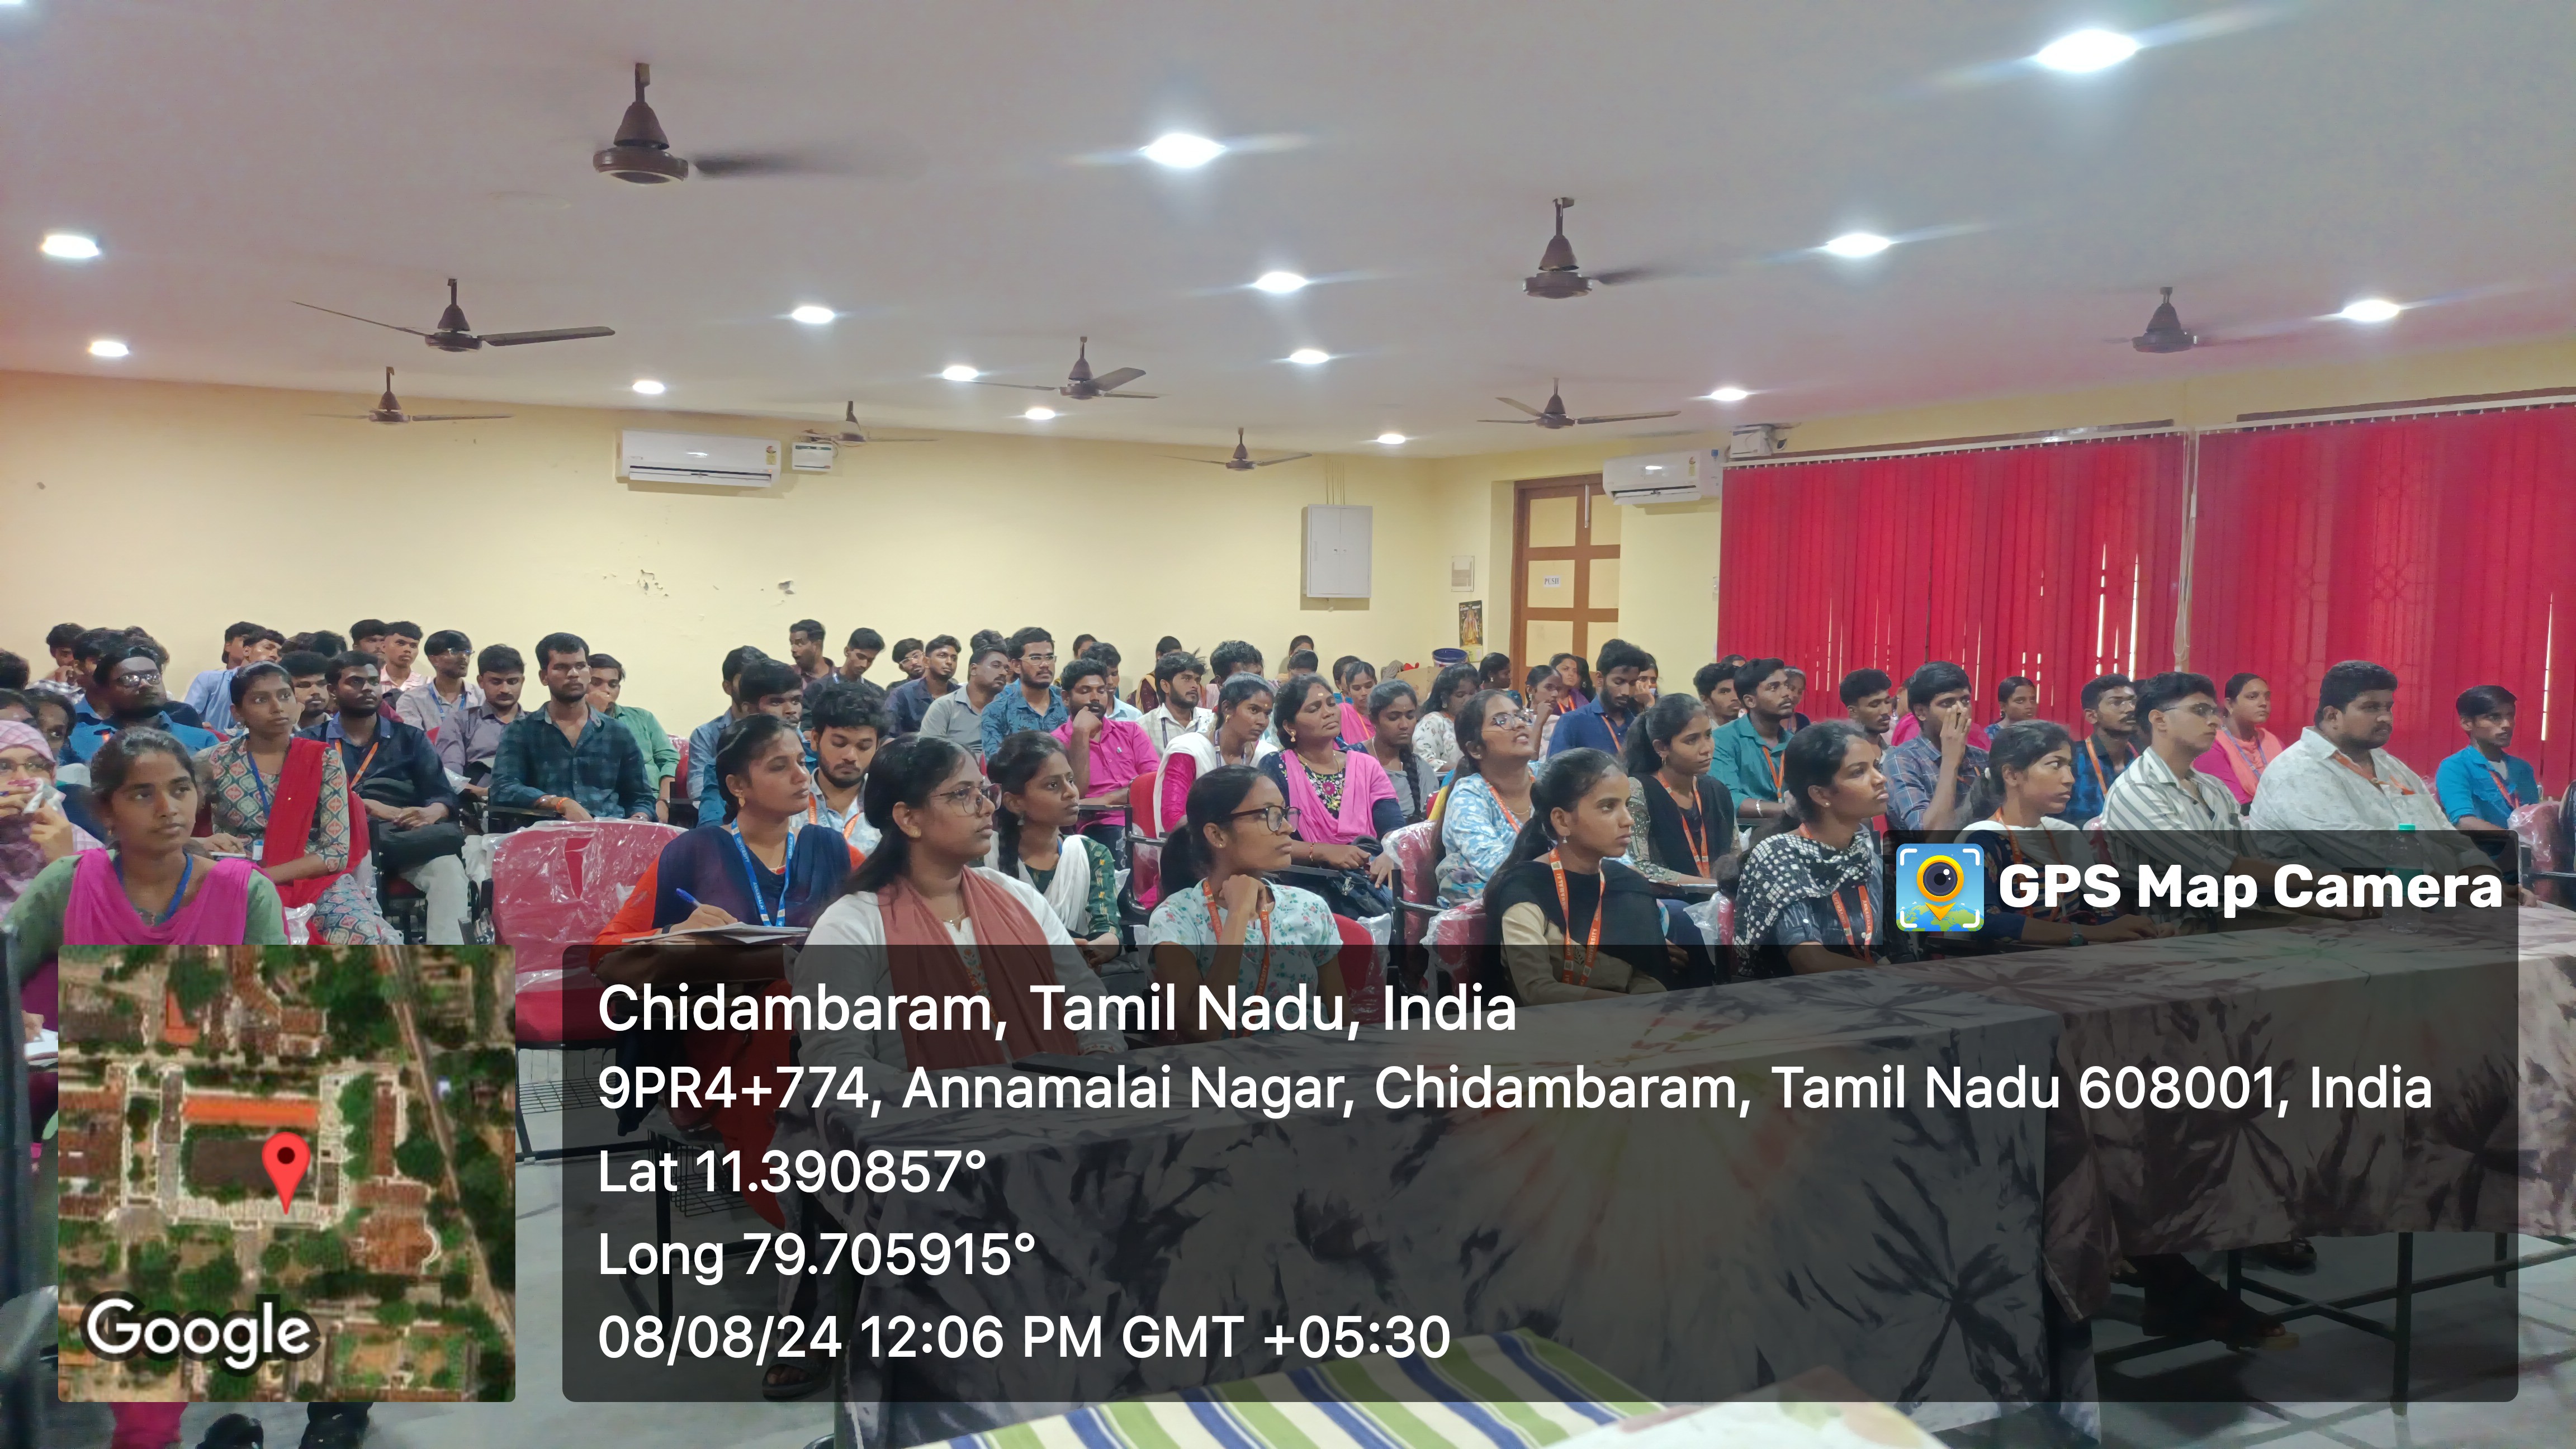 PUSH
GPS Map Camera
Chidambaram, Tamil Nadu, India
9PR4+774, Annamalai Nagar, Chidambaram, Tamil Nadu 608001, India
Lat 11.390857°
Long 79.705915°
08/08/24 12:06 PM GMT +05:30
Google